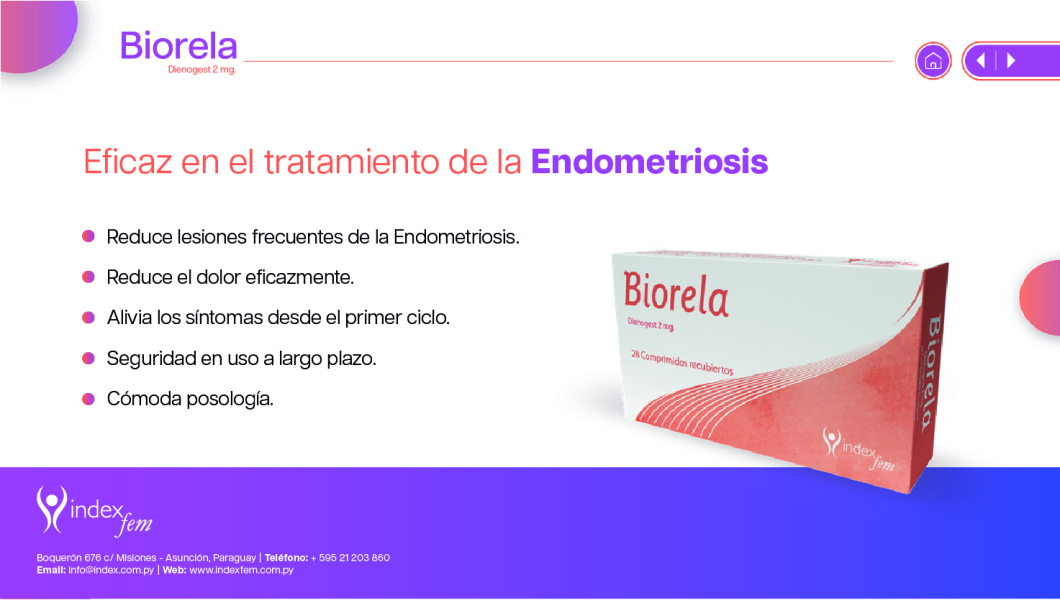 Biorela
Dienogest 2 mg.
Eficaz en el tratamiento de la Endometriosis
Reduce lesiones frecuentes de la Endometriosis.
Reduce el dolor eficazmente.
Alivia los síntomas desde el primer ciclo.
Seguridad en uso a largo plazo.
Cómoda posología.
Biorela
Dienogest 2 mg.
28 Comprimidos recubiertos
Biorela
index
fem
index
fem
Boquerón 676 c/ Misiones - Asunción, Paraguay | Teléfono: + 595 21 203 860
Email: info@index.com.py | Web: www.indexfem.com.py